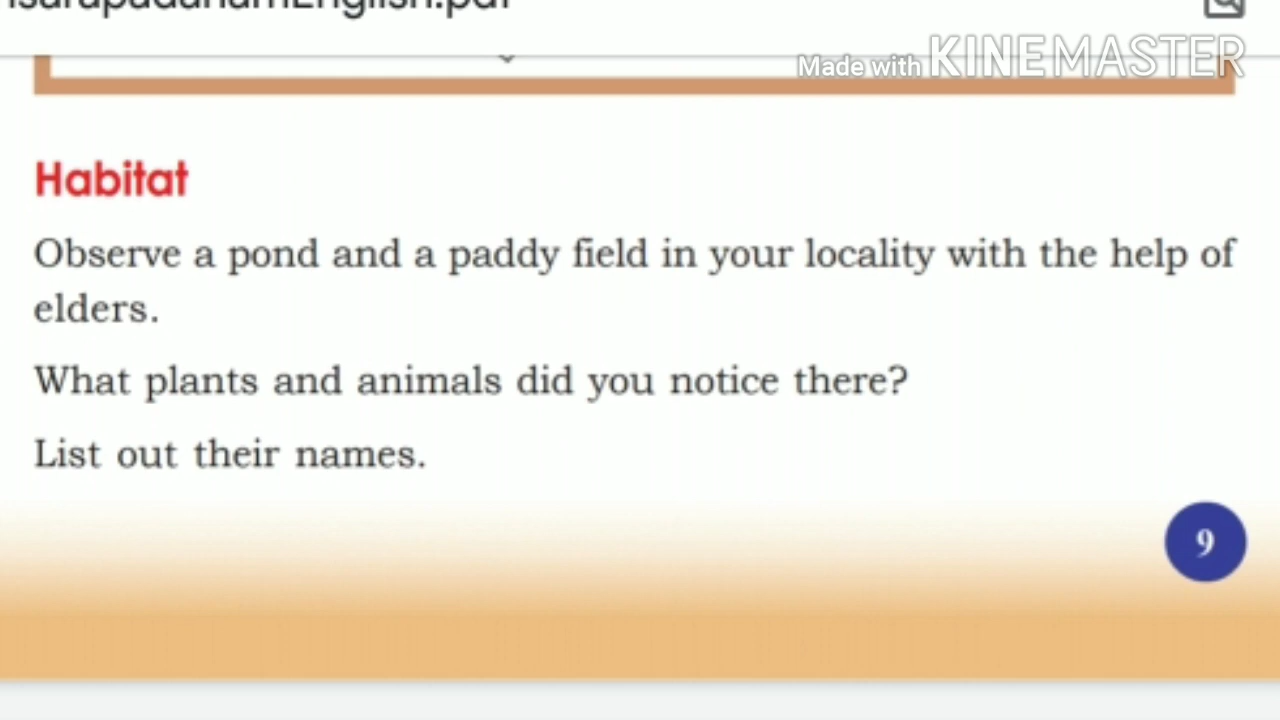 Made with KINEMASTER
Habitat
Observe a pond and a paddy field in your locality with the help of
elders.
What plants and animals did you notice there?
List out their names.
9